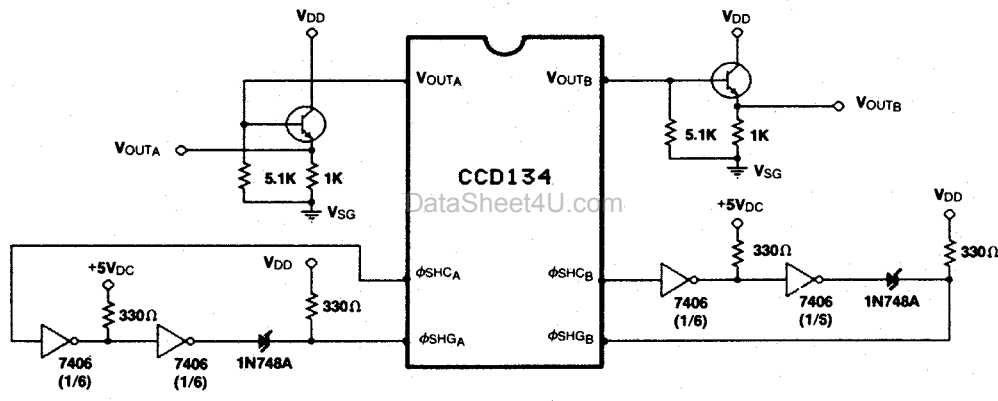 VDD
VOUTA
VOUTA
5.1K
1K
VSG
CCD134
DataSheet4U.com
VOUTB
VDD
VOUTB
5.1K
1K
VSG
ϕSHCA
ϕSHGA
+5VDC
330Ω
VDD
330Ω
7406
(1/6)
7406
(1/6)
1N748A
ϕSHCB
ϕSHGB
+5VDC
330Ω
VDD
330Ω
7406
(1/6)
7406
(1/S)
1N748A